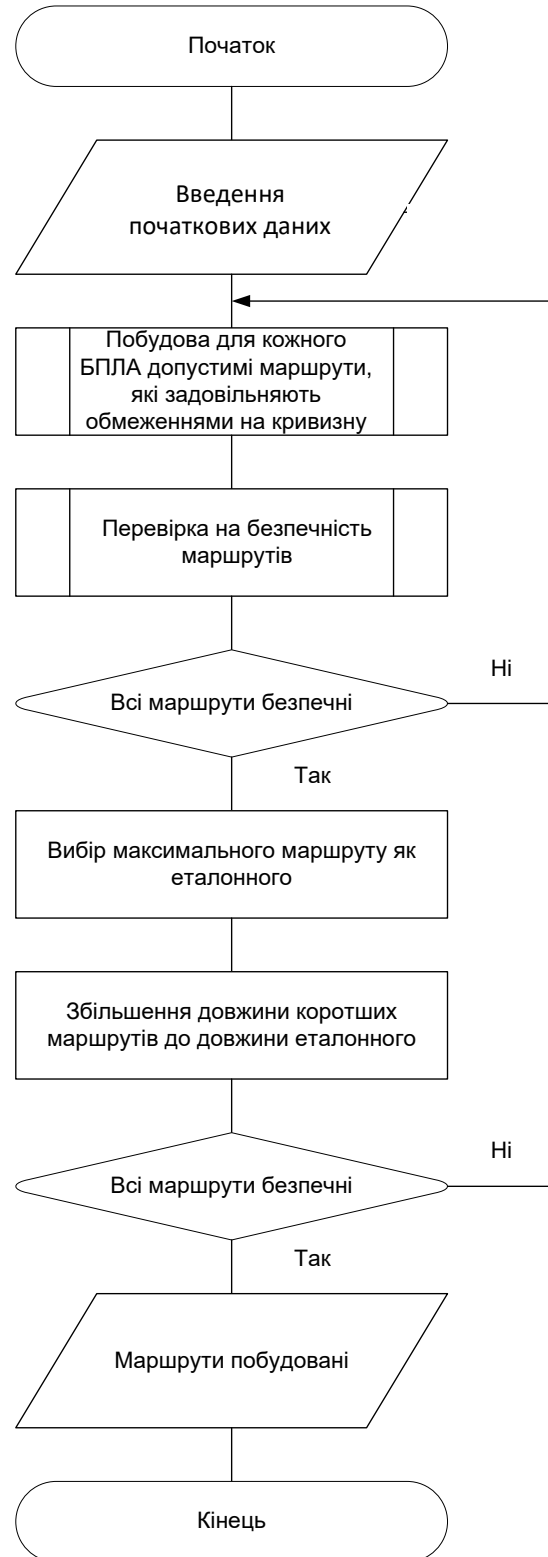 Початок
Введення
початкових даних
Побудова для кожного
БПЛА допустимі маршрути,
які задовільняють
обмеженнями на кривизну
Перевірка на безпечність
маршрутів
Ні
Всі маршрути безпечні
Так
Вибір максимального маршруту як
еталонного
Збільшення довжини коротших
маршрутів до довжини еталонного
Ні
Всі маршрути безпечні
Так
Маршрути побудовані
Кінець